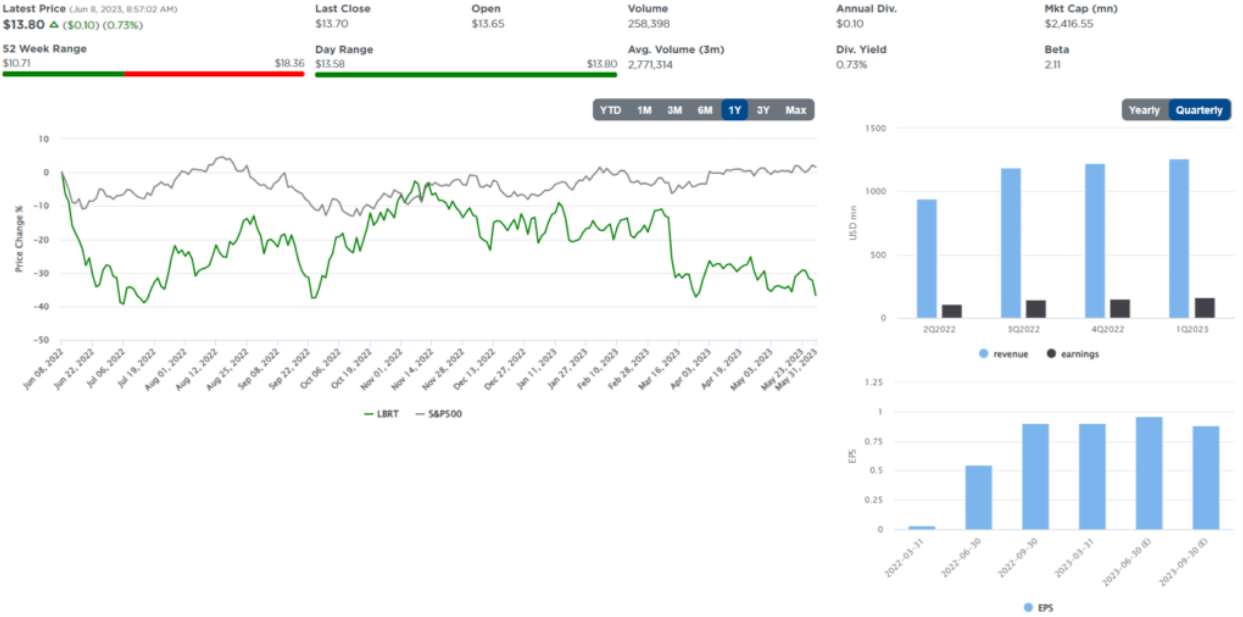 Latest Price (Jun 8, 2023, 8:57:02 AM)
$13.80 ($0.10) (0.73%)
Last Close
$13.70
Open
$13.65
Volume
258,398
Annual Div.
$0.10
Mkt Cap (mn)
$2,416.55
52 Week Range
$10.71 $18.36
Day Range
$13.58 $13.80
Avg. Volume (3m)
2,771,314
Div. Yield
0.73%
Beta
2.11
YTD 1M 3M 6M 1Y 3Y Max
Price Change %
10
0
-10
-20
-30
-40
-50
Jun 08, 2022
Jun 22, 2022
Jul 06, 2022
Jul 19, 2022
Aug 01, 2022
Aug 12, 2022
Aug 25, 2022
Sep 08, 2022
Sep 22, 2022
Oct 06, 2022
Oct 19, 2022
Nov 01, 2022
Nov 14, 2022
Nov 28, 2022
Dec 13, 2022
Dec 27, 2022
Jan 11, 2023
Jan 27, 2023
Feb 10, 2023
Feb 28, 2023
Mar 16, 2023
Apr 03, 2023
Apr 19, 2023
May 03, 2023
May 23, 2023
May 31, 2023
LBRT S&P500
Yearly Quarterly
USD mn
1500
1000
500
0
2Q2022 3Q2022 4Q2022 1Q2023
revenue earnings
EPS
1.25
1
0.75
0.5
0.25
0
2022-03-31
2022-06-30
2022-09-30
2023-03-31
2023-06-30 (E)
2023-09-30 (E)
EPS